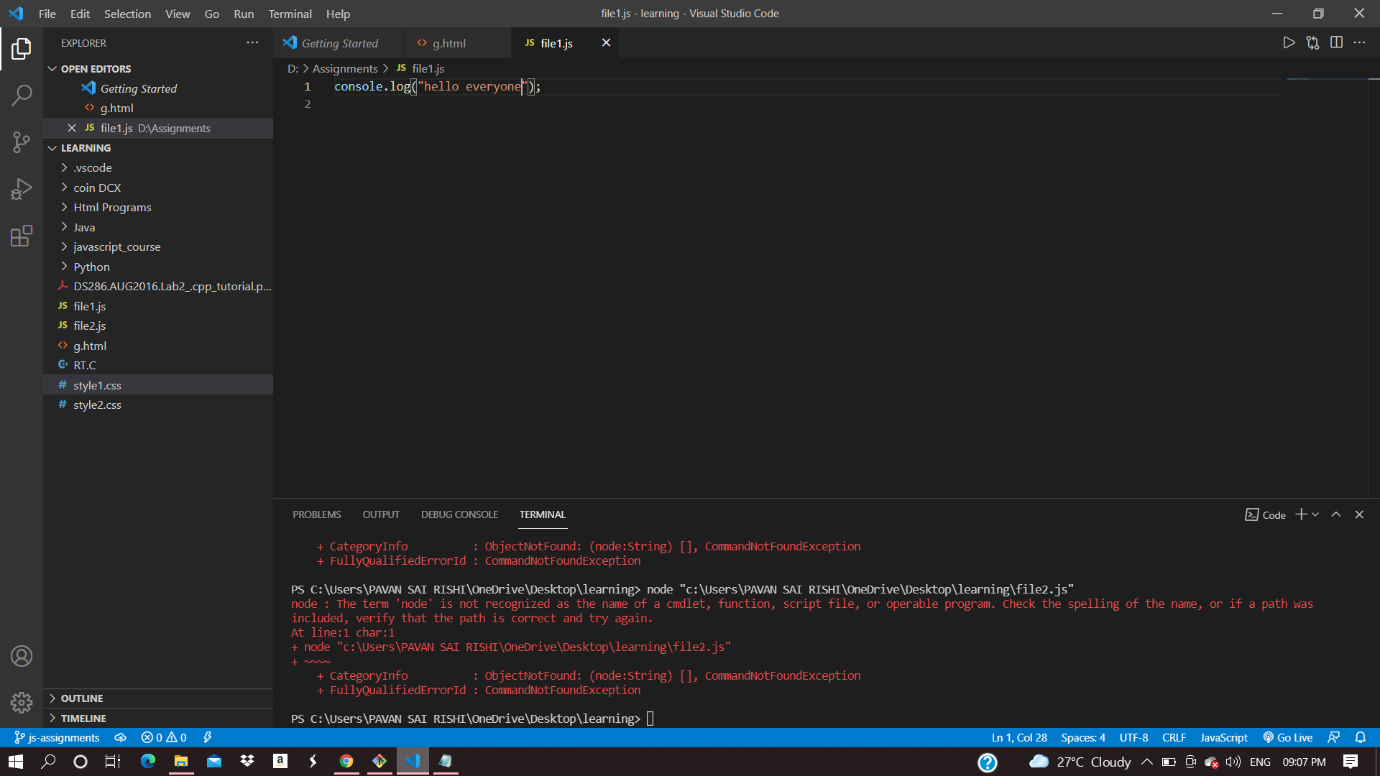 File Edit Selection View Go Run Terminal Help
file1.js - learning - Visual Studio Code
EXPLORER
OPEN EDITORS
Getting Started
g.html
JS file1.js D:\Assignments
LEARNING
.vscode
coin DCX
Html Programs
Java
javascript_course
Python
DS286.AUG2016.Lab2_.cpp_tutorial.p...
JS file1.js
JS file2.js
g.html
RT.C
# style1.css
# style2.css
OUTLINE
TIMELINE
Getting Started
g.html
JS file1.js
D: > Assignments > JS file1.js
1 console.log("hello everyone");
2
PROBLEMS OUTPUT DEBUG CONSOLE TERMINAL
Code
+ CategoryInfo : ObjectNotFound: (node:String) [], CommandNotFoundException
+ FullyQualifiedErrorId : CommandNotFoundException
PS C:\Users\PAVAN SAI RISHI\OneDrive\Desktop\learning> node "c:\Users\PAVAN SAI RISHI\OneDrive\Desktop\learning\file2.js"
node : The term 'node' is not recognized as the name of a cmdlet, function, script file, or operable program. Check the spelling of the name, or if a path was
included, verify that the path is correct and try again.
At line:1 char:1
+ node "c:\Users\PAVAN SAI RISHI\OneDrive\Desktop\learning\file2.js"
+ ~~~~
+ CategoryInfo : ObjectNotFound: (node:String) [], CommandNotFoundException
+ FullyQualifiedErrorId : CommandNotFoundException
PS C:\Users\PAVAN SAI RISHI\OneDrive\Desktop\learning>
js-assignments 0 0
Ln 1, Col 28 Spaces: 4 UTF-8 CRLF JavaScript Go Live
27°C Cloudy ENG 09:07 PM